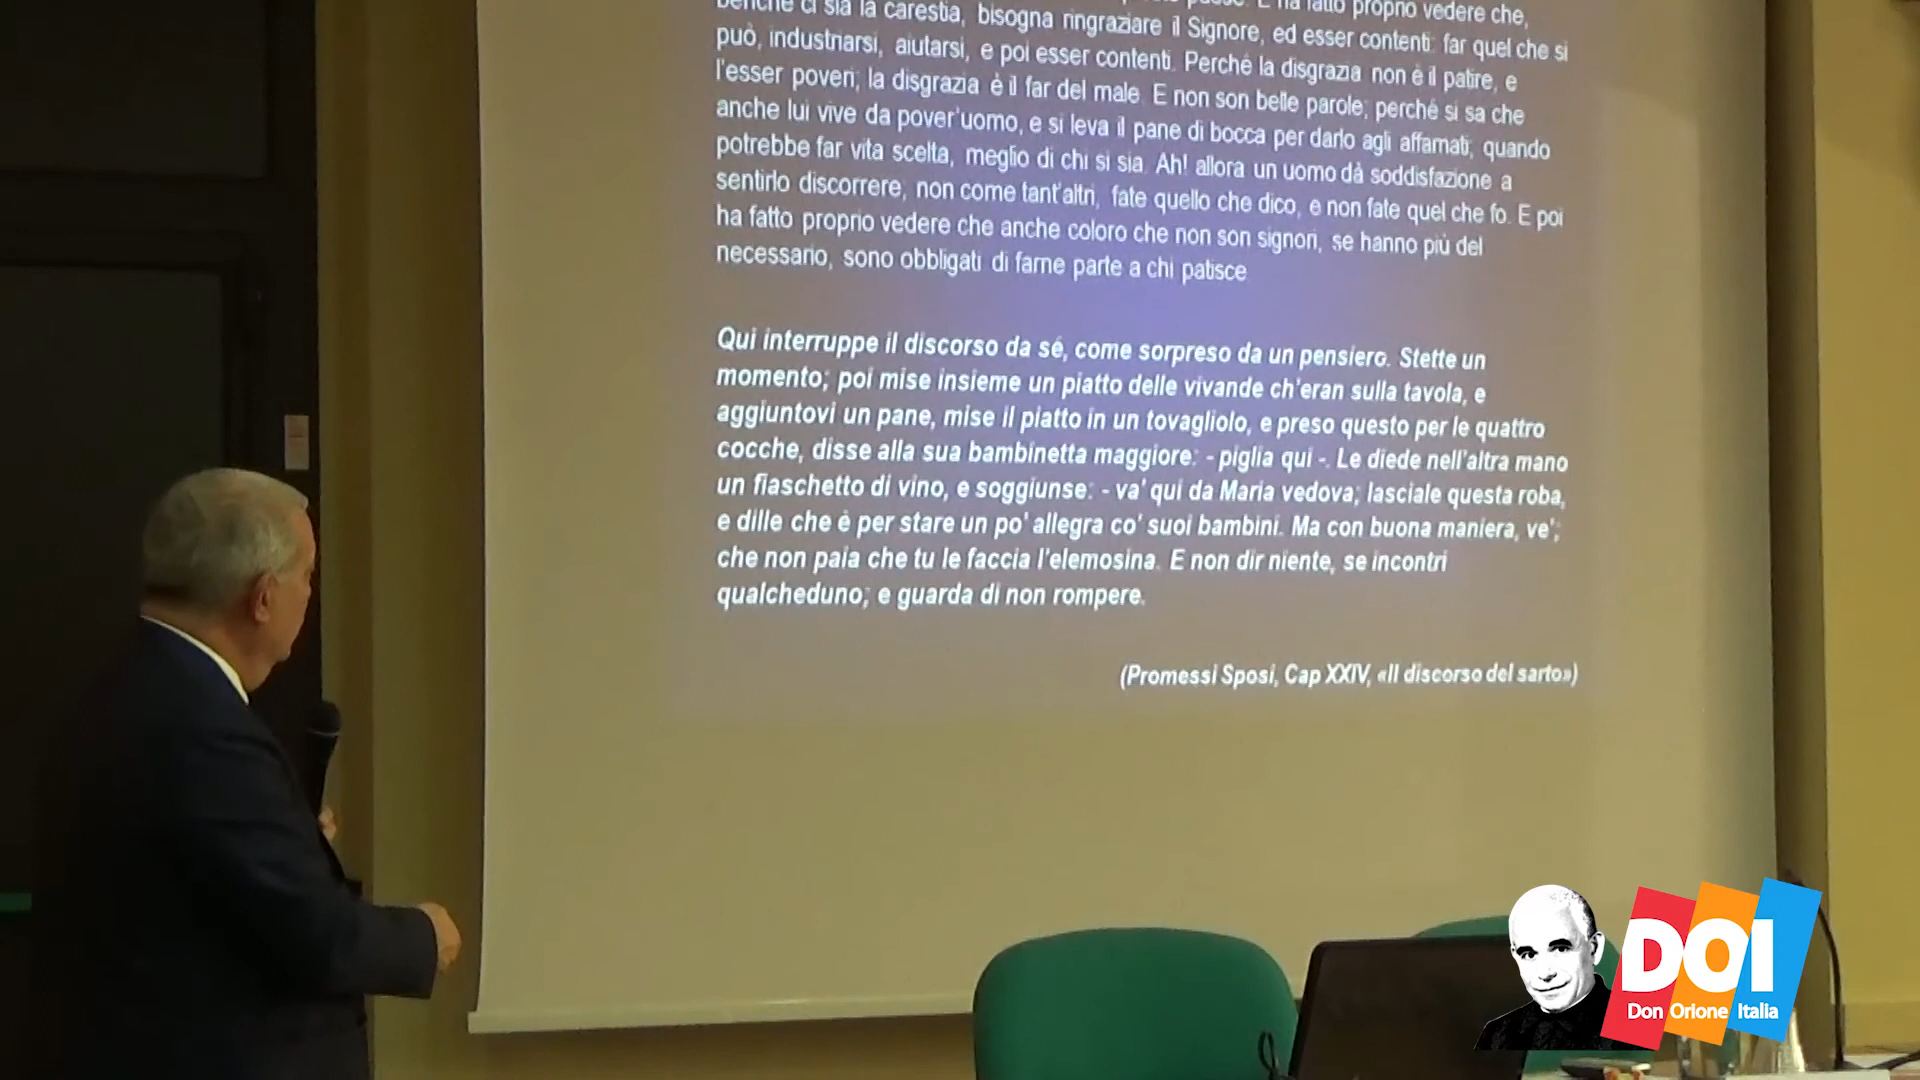 benché ci sia la carestia, bisogna ringraziare il Signore, ed esser contenti: far quel che si
può, industriarsi, aiutarsi, e poi esser contenti. Perché la disgrazia non è il patire, e
l'esser poveri; la disgrazia è il far del male. E non son belle parole; perché si sa che
anche lui vive da pover'uomo, e si leva il pane di bocca per darlo agli affamati; quando
potrebbe far vita scelta, meglio di chi si sia. Ah! allora un uomo dà soddisfazione a
sentirlo discorrere; non come tant'altri, fate quello che dico, e non fate quel che fo. E poi
ha fatto proprio vedere che anche coloro che non son signori, se hanno più del
necessario, sono obbligati di farne parte a chi patisce
Qui interruppe il discorso da sé, come sorpreso da un pensiero. Stette un
momento; poi mise insieme un piatto delle vivande ch'eran sulla tavola, e
aggiuntovi un pane, mise il piatto in un tovagliolo, e preso questo per le quattro
cocche, disse alla sua bambinetta maggiore: - piglia qui -. Le diede nell'altra mano
un fiaschetto di vino, e soggiunse: - va' qui da Maria vedova; lasciale questa roba,
e dille che è per stare un po' allegra co' suoi bambini. Ma con buona maniera, ve';
che non paia che tu le faccia l'elemosina. E non dir niente, se incontri
qualcheduno; e guarda di non rompere.
(Promessi Sposi, Cap XXIV, «Il discorso del sarto»)
DOI
Don Orione Italia